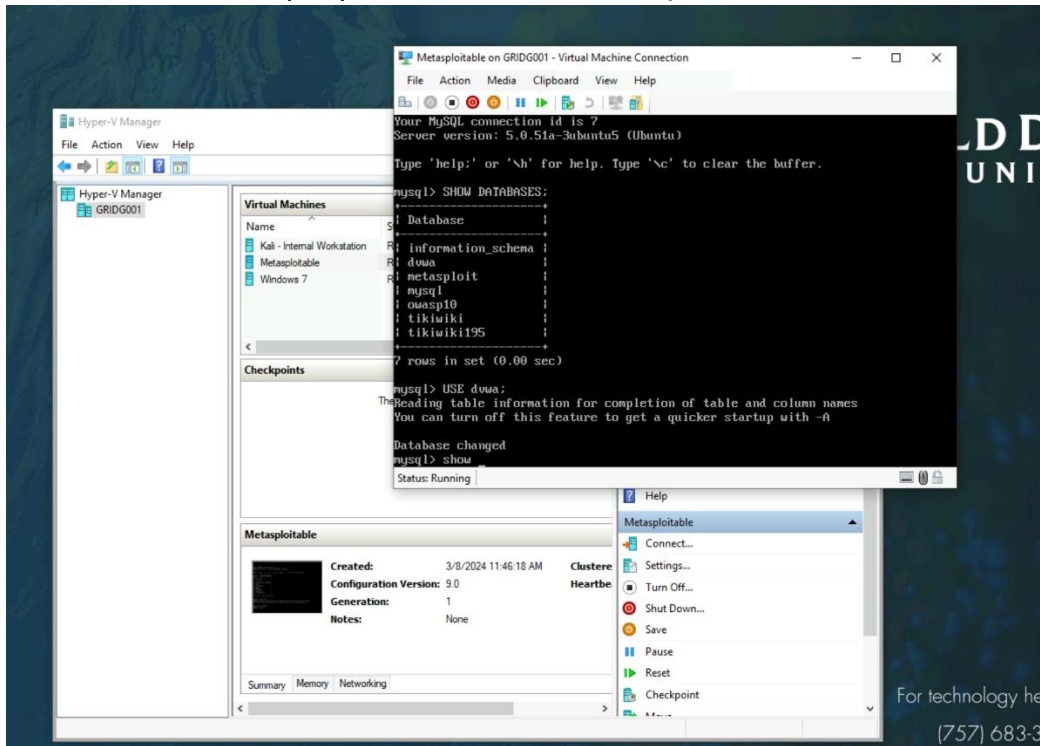 Metasploitable on GRIDG001 - Virtual Machine Connection
File Action Media Clipboard View Help
Your MySQL connection id is 7
Server version: 5.0.51a-3ubuntu5 (Ubuntu)
Type 'help;' or '\h' for help. Type '\c' to clear the buffer.
mysql> SHOW DATABASES;
Database
information_schema
dvwa
metasploit
mysql
owasp10
tikiwiki
tikiwiki195
7 rows in set (0.00 sec)
mysql> USE dvwa;
Reading table information for completion of table and column names
You can turn off this feature to get a quicker startup with -A
Database changed
mysql> show _
Status: Running
Hyper-V Manager
File Action View Help
Hyper-V Manager
GRIDG001
Virtual Machines
Name
Kali - Internal Workstation
Metasploitable
Windows 7
Checkpoints
The
Help
Metasploitable
Connect...
Settings...
Turn Off...
Shut Down...
Save
Pause
Reset
Checkpoint
Metasploitable
Created: 3/8/2024 11:46:18 AM Clustere
Configuration Version: 9.0 Heartbe
Generation: 1
Notes: None
Summary Memory Networking
LD D
UNI
For technology he
(757) 683-3